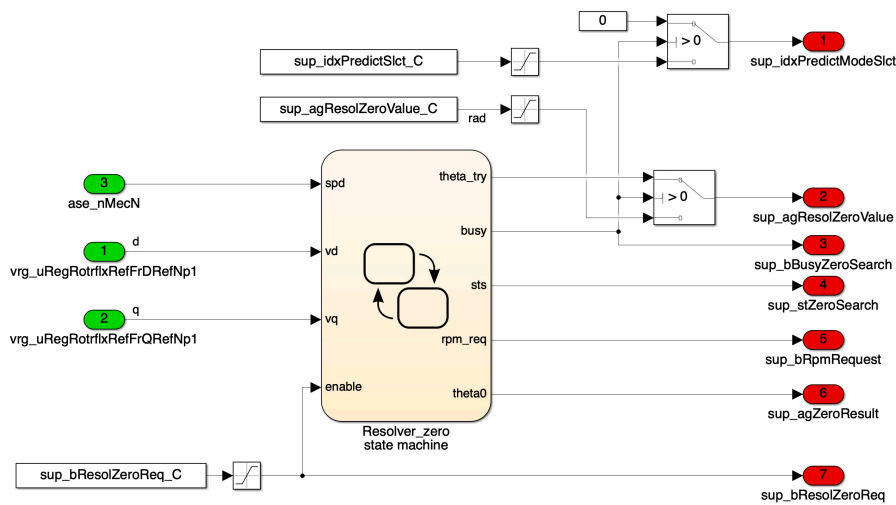 0
> 0
1
sup_idxPredictModeSlct
sup_idxPredictSlct_C
sup_agResolZeroValue_C
rad
3
ase_nMecN
spd
theta_try
> 0
2
sup_agResolZeroValue
d
1
vrg_uRegRotrflxRefFrDRefNp1
vd
busy
3
sup_bBusyZeroSearch
sts
4
sup_stZeroSearch
q
2
vrg_uRegRotrflxRefFrQRefNp1
vq
rpm_req
5
sup_bRpmRequest
enable
theta0
6
sup_agZeroResult
Resolver_zero
state machine
sup_bResolZeroReq_C
7
sup_bResolZeroReq